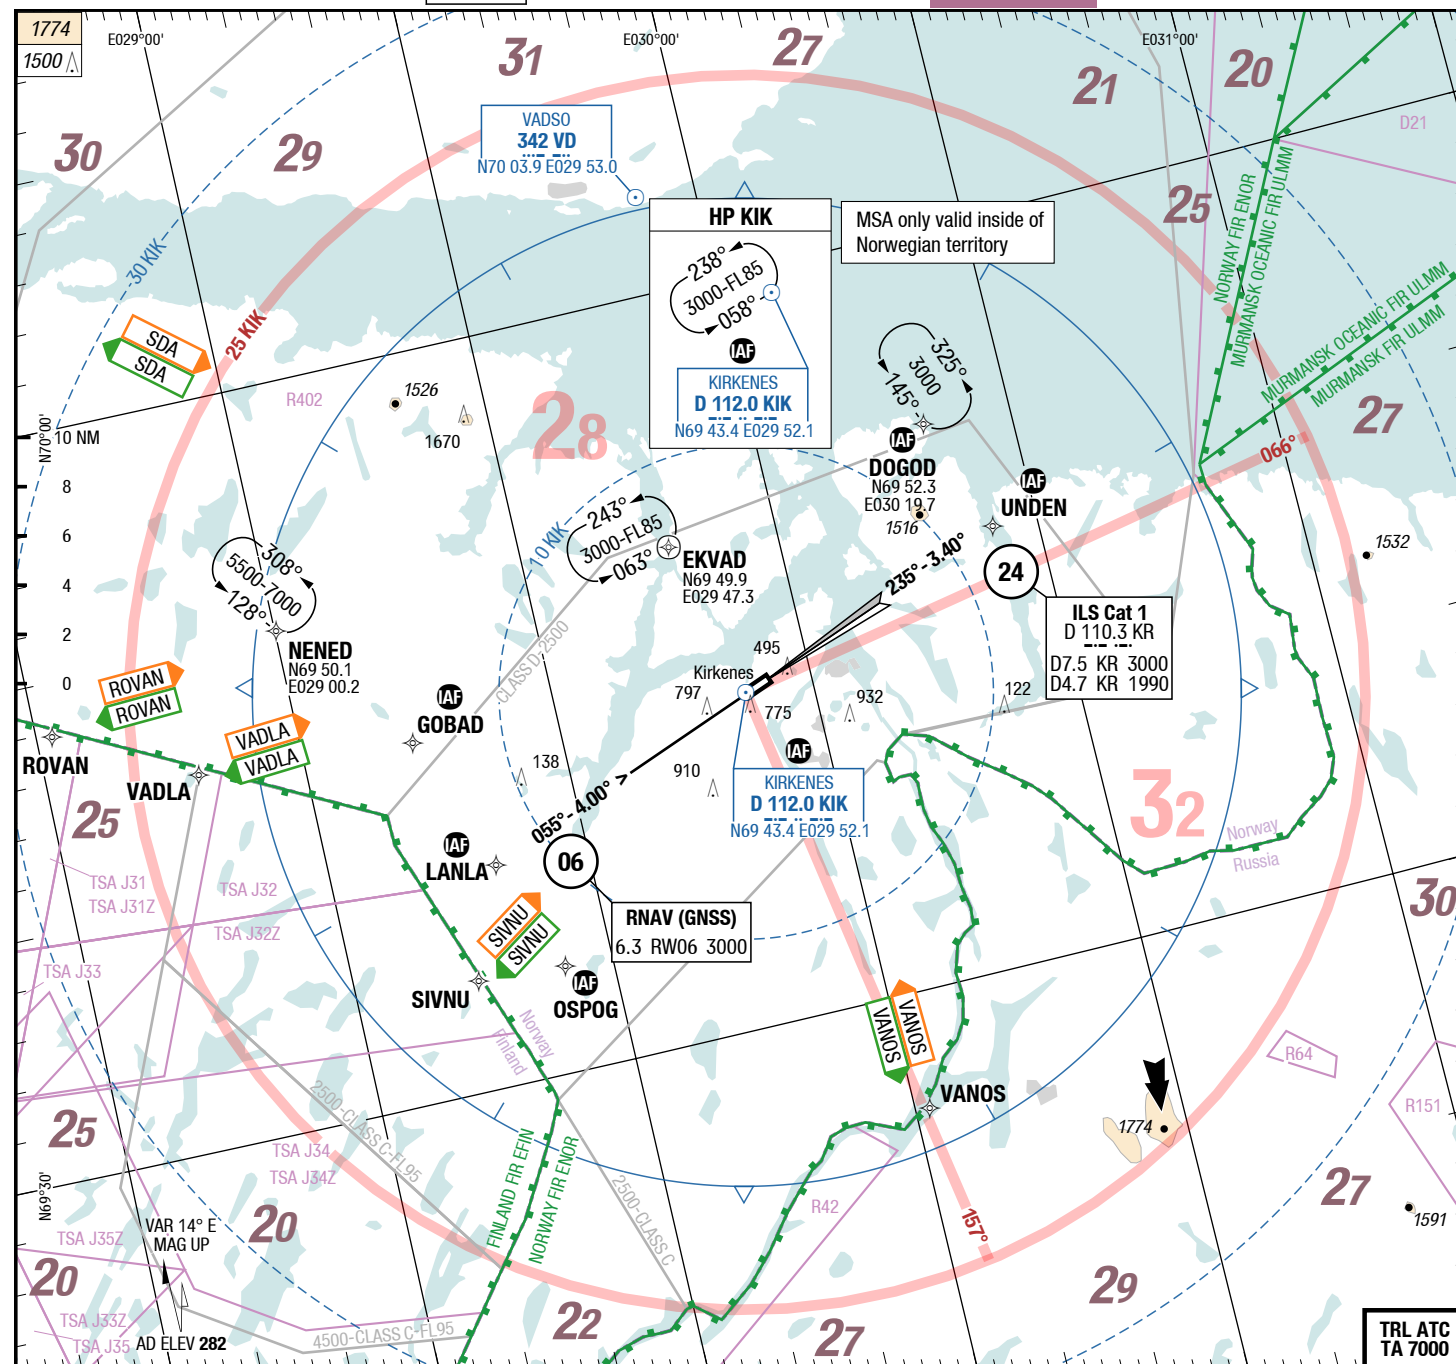 1774
1500
E029°00'
E030°00'
E031°00'
31
27
21
20
30
29
D21
VADSO
342 VD
N70 03.9 E029 53.0
HP KIK
238°
3000-FL85
058°
IAF
KIRKENES
D 112.0 KIK
N69 43.4 E029 52.1
MSA only valid inside of
Norwegian territory
25
NORWAY FIR ENOR
MURMANSK OCEANIC FIR ULMM
MURMANSK OCEANIC FIR ULMM
MURMANSK FIR ULMM
30 KIK
25 KIK
SDA
SDA
R402
1526
1670
28
325°
3000
145°
IAF
DOGOD
N69 52.3
E030 19.7
1516
IAF
UNDEN
066°
27
1532
N70°00'
10 NM
8
6
4
2
0
10 KIK
243°
3000-FL85
063°
EKVAD
N69 49.9
E029 47.3
235°- 3.40°
24
ILS Cat 1
D 110.3 KR
D7.5 KR 3000
D4.7 KR 1990
308°
5500-7000
128°
NENED
N69 50.1
E029 00.2
CLASS D-2500
495
Kirkenes
797
775
932
122
ROVAN
ROVAN
ROVAN
VADLA
VADLA
VADLA
IAF
GOBAD
138
910
IAF
KIRKENES
D 112.0 KIK
N69 43.4 E029 52.1
055°- 4.00° >
06
RNAV (GNSS)
6.3 RW06 3000
32
Norway
Russia
25
IAF
LANLA
TSA J31
TSA J31Z
TSA J32
TSA J32Z
TSA J33
SIVNU
SIVNU
SIVNU
IAF
OSPOG
30
Norway
Finland
VANOS
VANOS
VANOS
R64
R151
1774
25
2500-CLASS C-FL95
TSA J34
TSA J34Z
N69°30'
FINLAND FIR EFIN
NORWAY FIR ENOR
2500-CLASS C
R42
157°
27
1591
VAR 14° E
MAG UP
TSA J35Z
20
20
29
TSA J33Z
TSA J35
AD ELEV 282
4500-CLASS C-FL95
22
27
TRL ATC
TA 7000